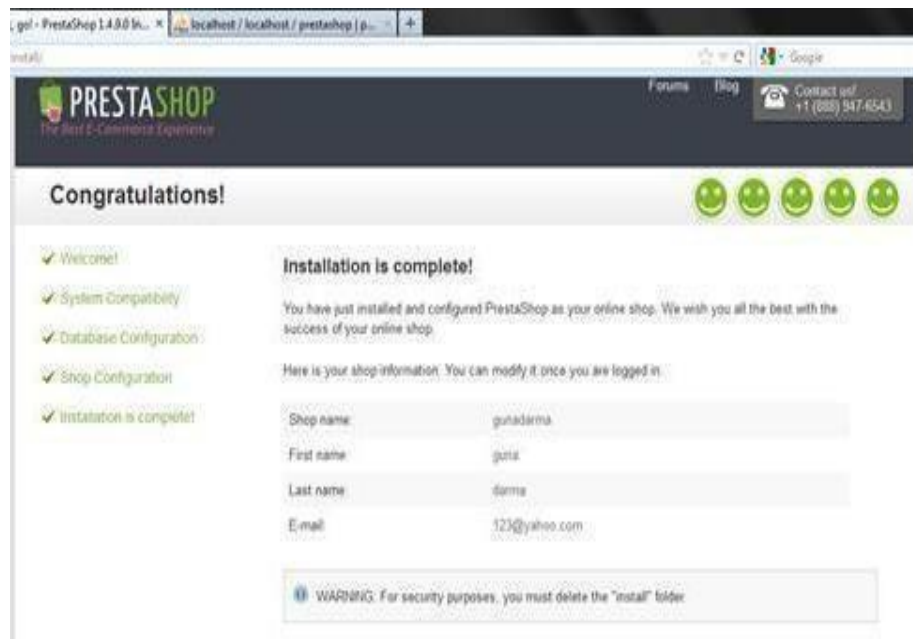 go! - PrestaShop 1.4.9.0 In...
localhost / localhost / prestashop | p...
Google
PRESTASHOP
The Best E-Commerce Experience
Forums
Blog
Contact us!
+1 (888) 947-6543
Congratulations!
Welcome!
System Compatibility
Database Configuration
Shop Configuration
Installation is complete!
Installation is complete!
You have just installed and configured PrestaShop as your online shop. We wish you all the best with the
success of your online shop.
Here is your shop information. You can modify it once you are logged in.
Shop name: gunadarma
First name: guna
Last name: darma
E-mail: 123@yahoo.com
WARNING: For security purposes, you must delete the "install" folder